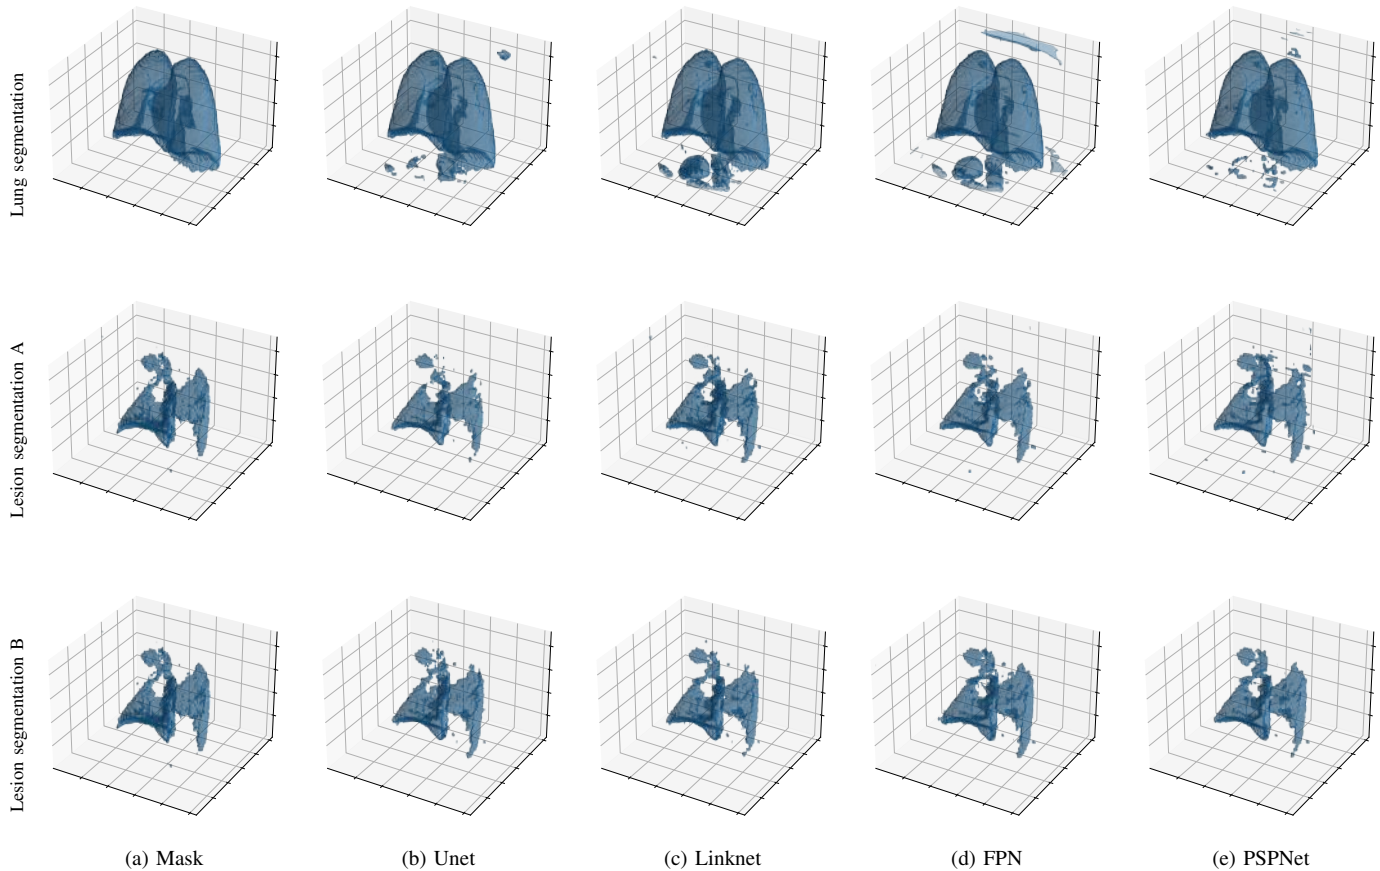 Lung segmentation
Lesion segmentation A
Lesion segmentation B
(a) Mask
(b) Unet
(c) Linknet
(d) FPN
(e) PSPNet